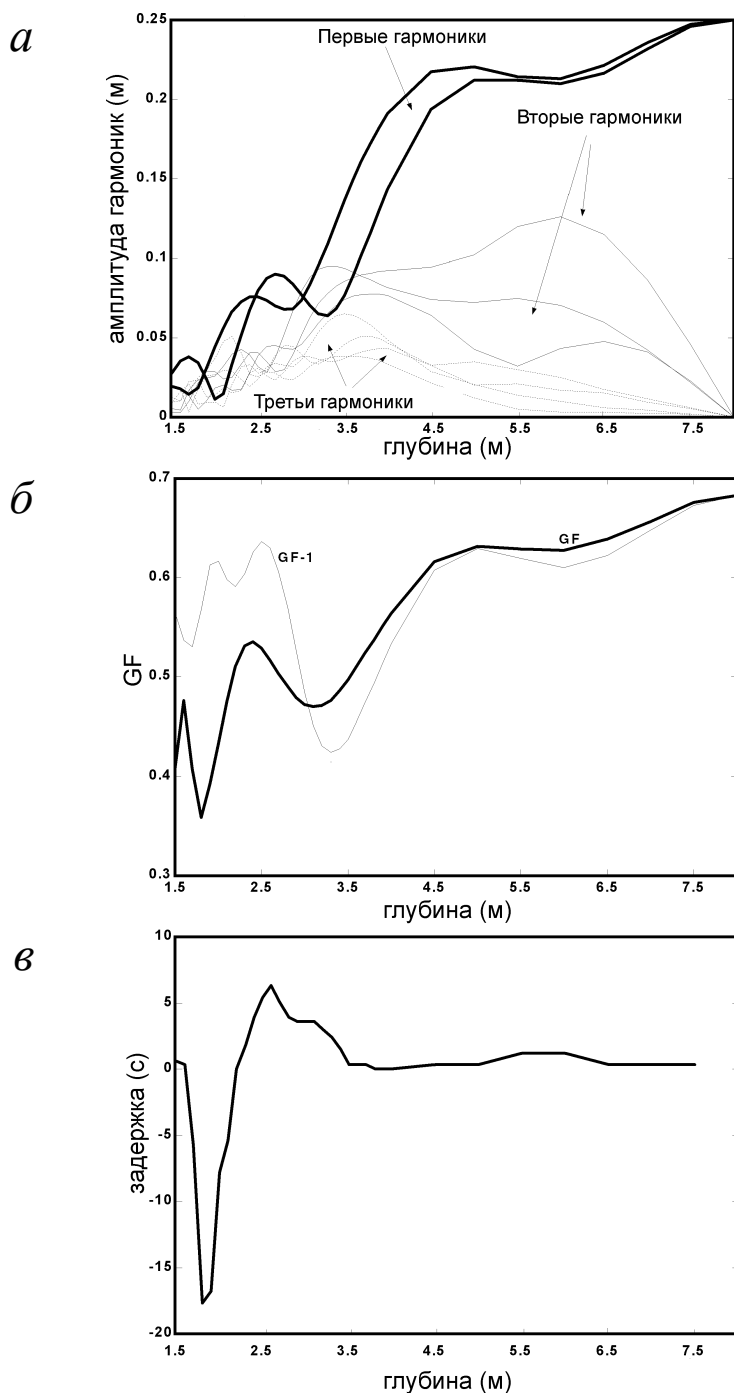 а
амплитуда гармоник (м)
0.25
0.2
0.15
0.1
0.05
0
Первые гармоники
Вторые гармоники
Третьи гармоники
1.5 2.5 3.5 4.5 5.5 6.5 7.5
глубина (м)
б
GF
0.7
0.6
0.5
0.4
0.3
GF-1
GF
1.5 2.5 3.5 4.5 5.5 6.5 7.5
глубина (м)
в
задержка (с)
10
5
0
-5
-10
-15
-20
1.5 2.5 3.5 4.5 5.5 6.5 7.5
глубина (м)